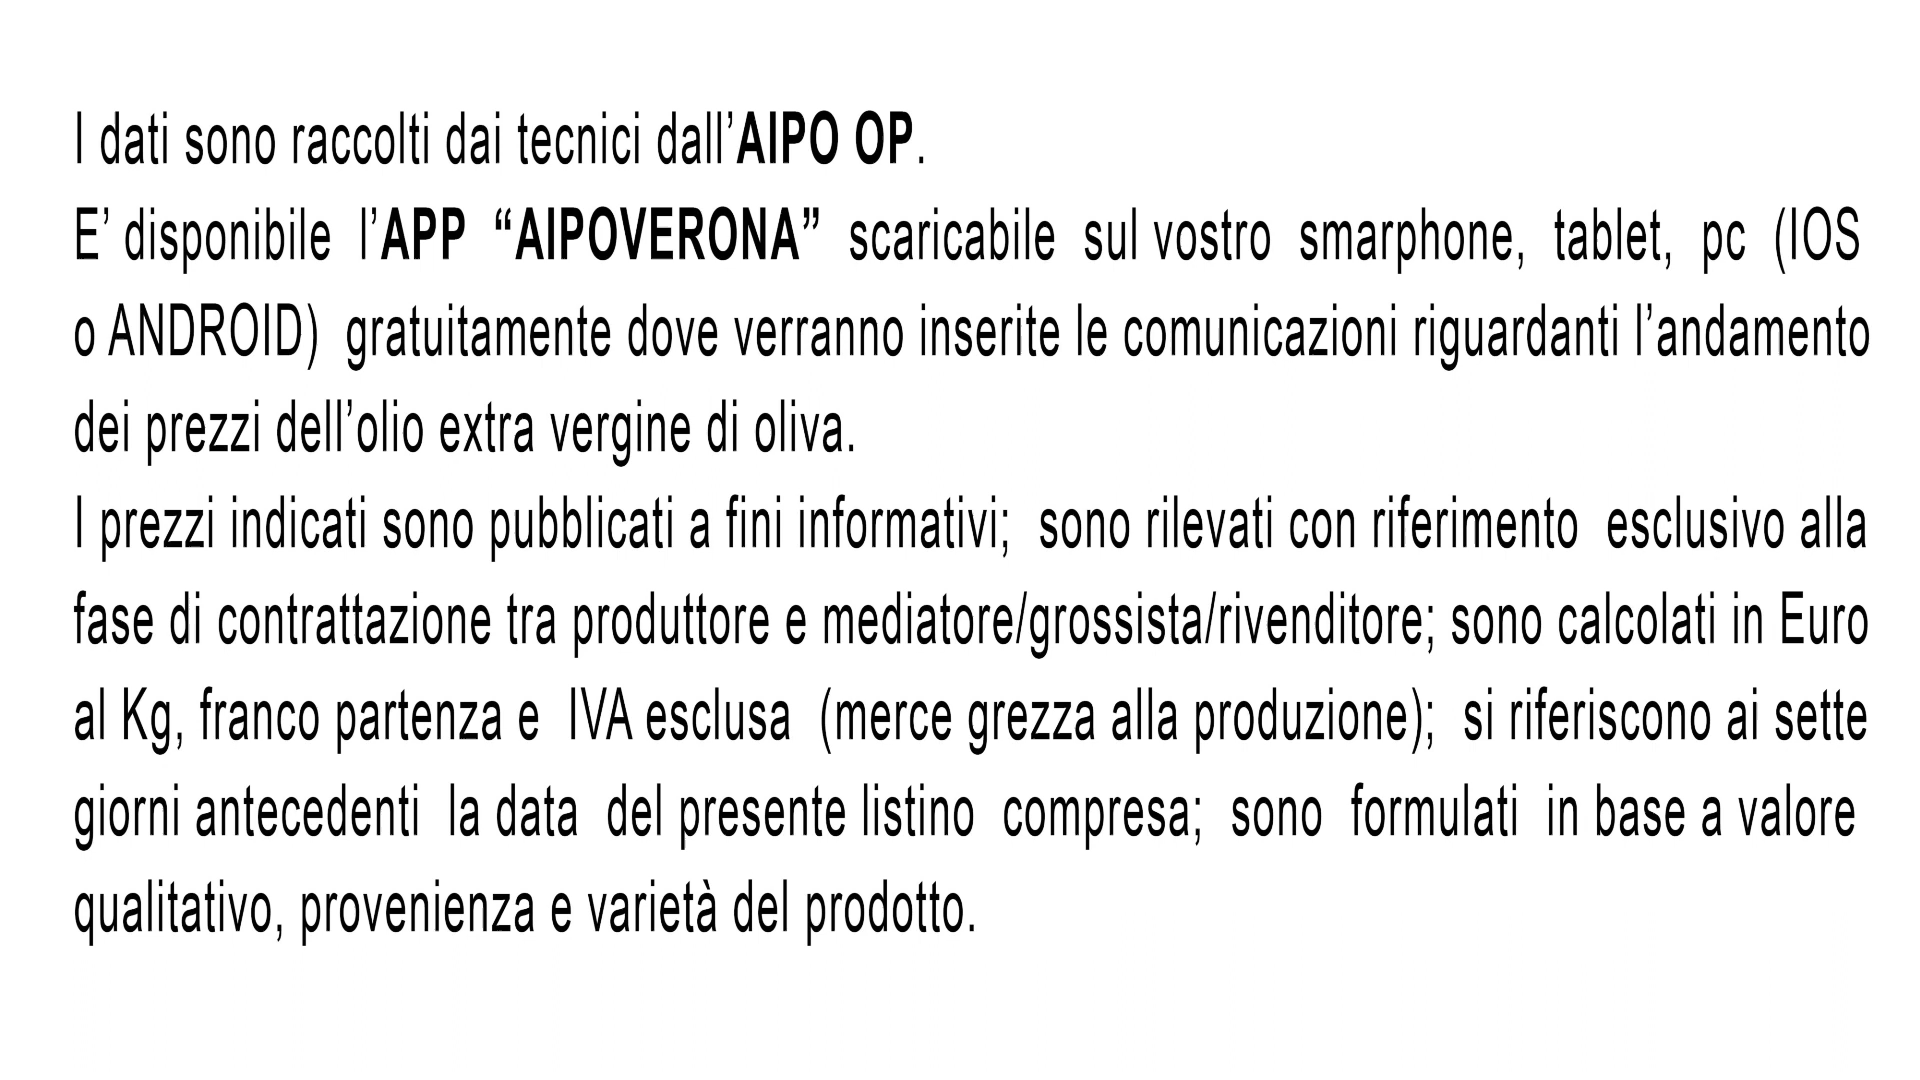 I dati sono raccolti dai tecnici dall’AIPO OP.
E’ disponibile l’APP “AIPOVERONA” scaricabile sul vostro smarphone, tablet, pc (IOS
o ANDROID) gratuitamente dove verranno inserite le comunicazioni riguardanti l’andamento
dei prezzi dell’olio extra vergine di oliva.
I prezzi indicati sono pubblicati a fini informativi; sono rilevati con riferimento esclusivo alla
fase di contrattazione tra produttore e mediatore/grossista/rivenditore; sono calcolati in Euro
al Kg, franco partenza e IVA esclusa (merce grezza alla produzione); si riferiscono ai sette
giorni antecedenti la data del presente listino compresa; sono formulati in base a valore
qualitativo, provenienza e varietà del prodotto.